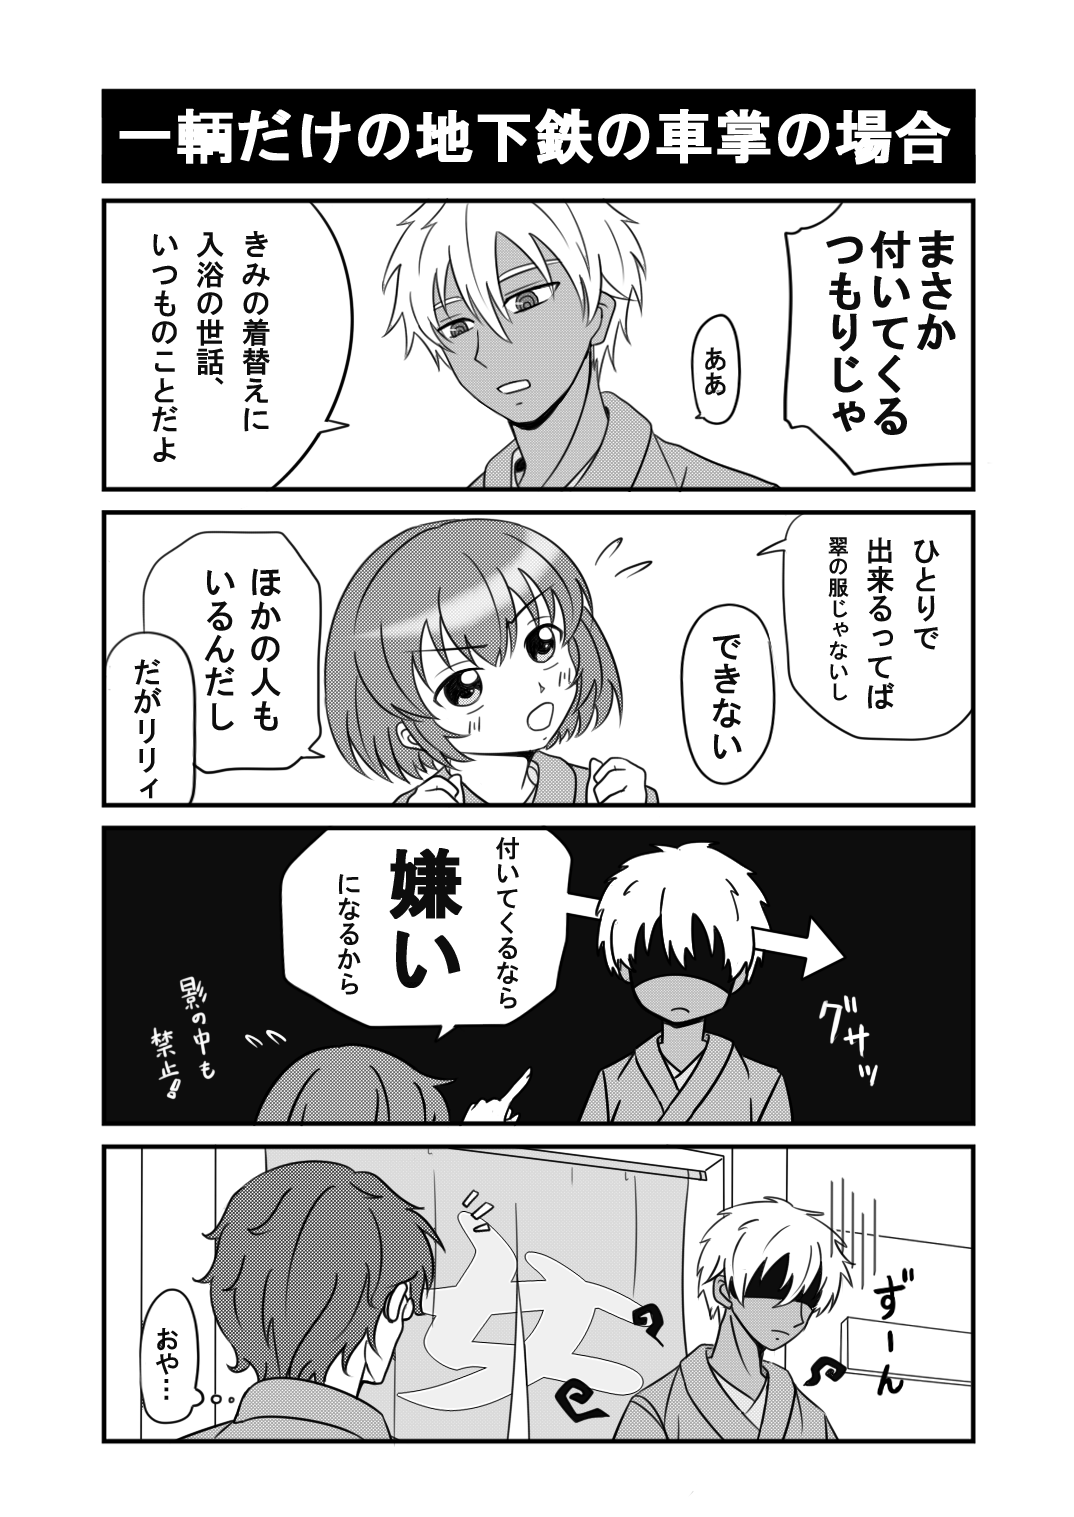 一輌だけの地下鉄の車掌の場合
まさか
付いてくる
つもりじゃ
ああ
きみの着替えに
入浴の世話、
いつものことだよ
ひとりで
出来るってば
翠の服じゃないし
できない
ほかの人も
いるんだし
だがリリィ
付いてくるなら
嫌い
になるから
グサッ
影の中も
禁止!
ずーん
女
おや…